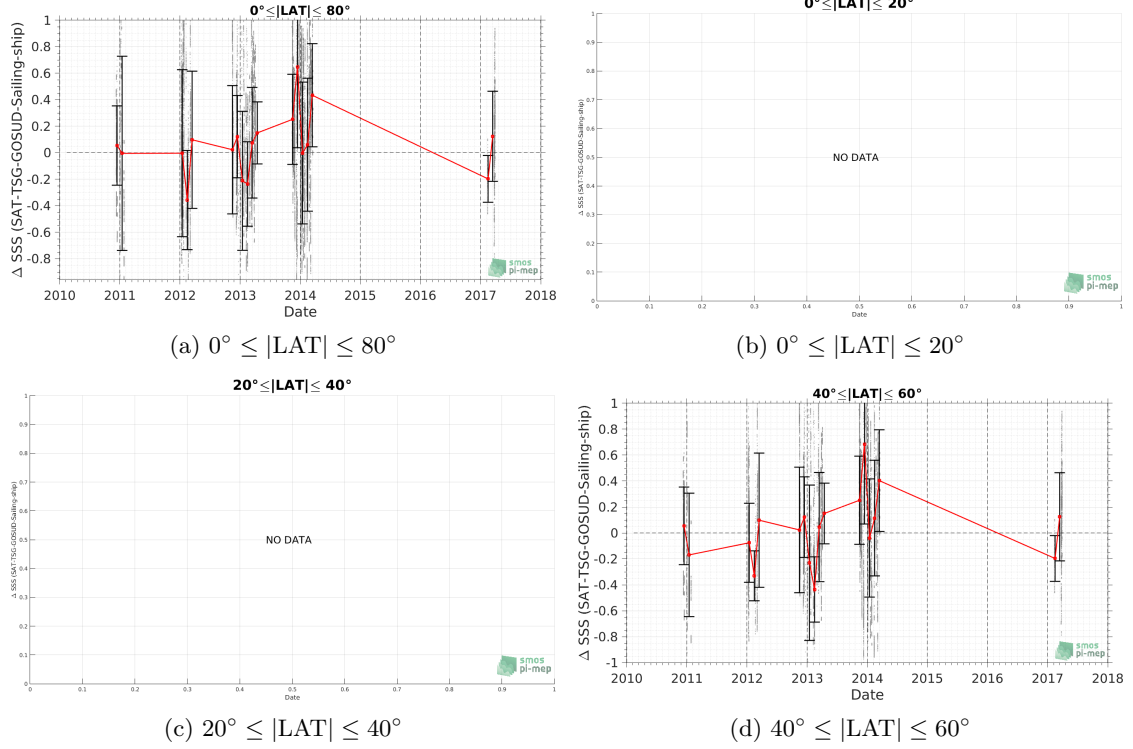 0°≤|LAT|≤ 80°
Δ SSS (SAT-TSG-GOSUD-Sailing-ship)
1
0.8
0.6
0.4
0.2
0
-0.2
-0.4
-0.6
-0.8
2010 2011 2012 2013 2014 2015 2016 2017 2018
Date
smos
pi-mep
(a) 0° ≤ |LAT| ≤ 80°
0°≤|LAT|≤ 20°
Δ SSS (SAT-TSG-GOSUD-Sailing-ship)
1
0.9
0.8
0.7
0.6
0.5
0.4
0.3
0.2
0.1
0
NO DATA
0 0.1 0.2 0.3 0.4 0.5 0.6 0.7 0.8 0.9 1
Date
smos
pi-mep
(b) 0° ≤ |LAT| ≤ 20°
20°≤|LAT|≤ 40°
Δ SSS (SAT-TSG-GOSUD-Sailing-ship)
1
0.9
0.8
0.7
0.6
0.5
0.4
0.3
0.2
0.1
0
NO DATA
0 0.1 0.2 0.3 0.4 0.5 0.6 0.7 0.8 0.9 1
Date
smos
pi-mep
(c) 20° ≤ |LAT| ≤ 40°
40°≤|LAT|≤ 60°
Δ SSS (SAT-TSG-GOSUD-Sailing-ship)
1
0.8
0.6
0.4
0.2
0
-0.2
-0.4
-0.6
-0.8
-1
2010 2011 2012 2013 2014 2015 2016 2017 2018
Date
smos
pi-mep
(d) 40° ≤ |LAT| ≤ 60°